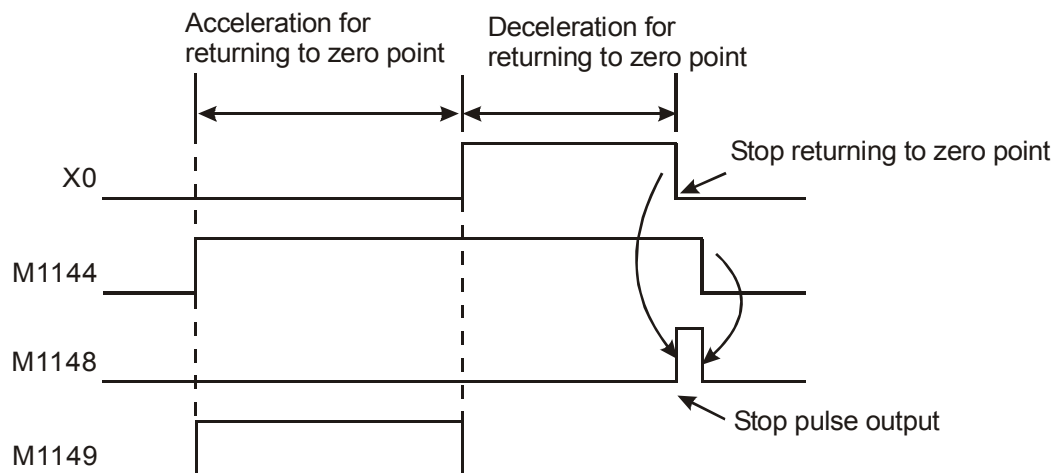 Acceleration for
returning to zero point
Deceleration for
returning to zero point
Stop returning to zero point
X0
M1144
M1148
Stop pulse output
M1149